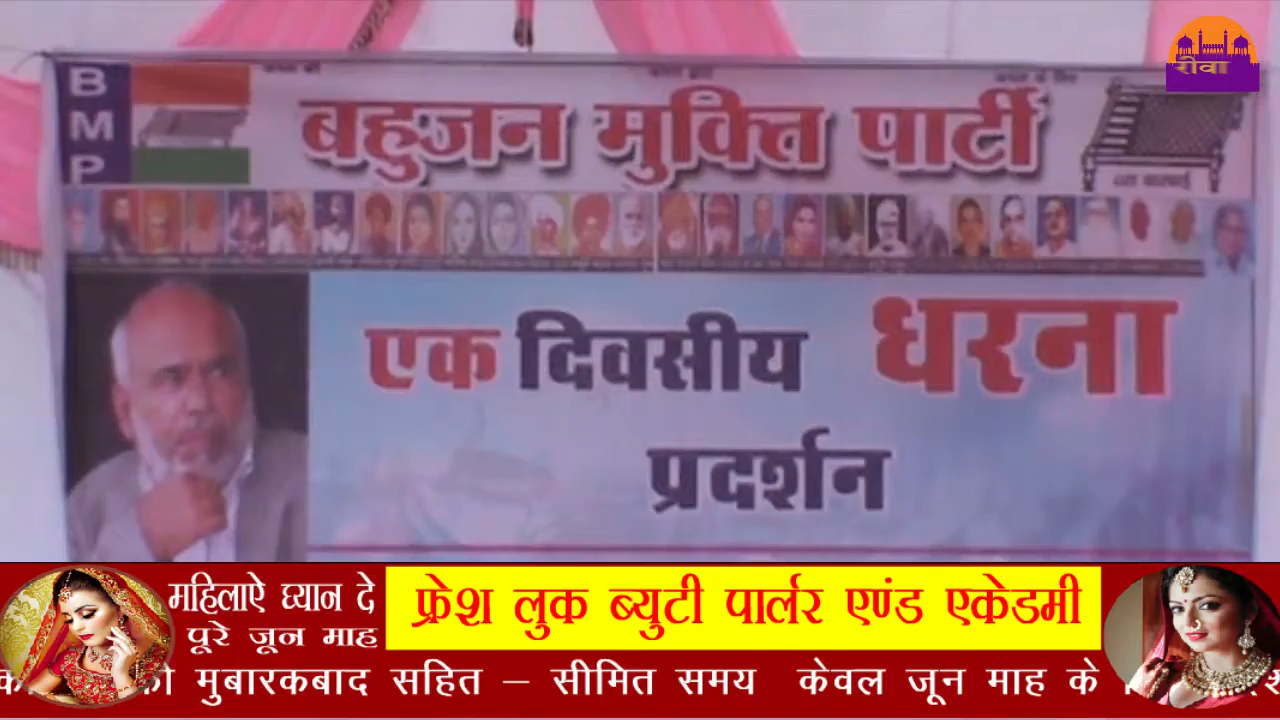 रीवा
BMP
बहुजन मुक्ति पार्टी
एक दिवसीय धरना
प्रदर्शन
महिलाऐ ध्यान दे
पूरे जून माह
फ्रेश लुक ब्युटी पार्लर एण्ड एकेडमी
मुबारकबाद सहित – सीमित समय केवल जून माह के